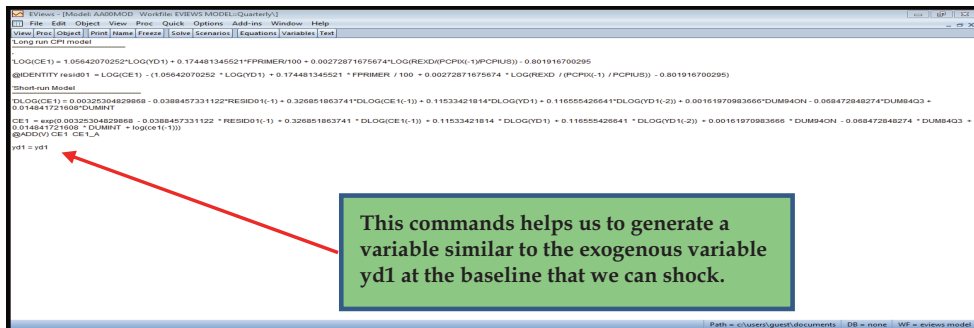 EViews - [Model: AA00MOD Workfile: EVIEWS MODEL::Quarterly\]
File Edit Object View Proc Quick Options Add-ins Window Help
View Proc Object Print Name Freeze Solve Scenarios Equations Variables Text
'Long run CPI model
'LOG(CE1) = 1.05642070252*LOG(YD1) + 0.174481345521*FPRIMER/100 + 0.00272871675674*LOG(REXD/(PCPIX(-1)/PCPIUS)) - 0.801916700295
@IDENTITY resid01 = LOG(CE1) - (1.05642070252 * LOG(YD1) + 0.174481345521 * FPRIMER / 100 + 0.00272871675674 * LOG(REXD / (PCPIX(-1) / PCPIUS)) - 0.801916700295)
'Short-run Model
'DLOG(CE1) = 0.00325304829868 - 0.0388457331122*RESID01(-1) + 0.326851863741*DLOG(CE1(-1)) + 0.11533421814*DLOG(YD1) + 0.116555426641*DLOG(YD1(-2)) + 0.00161970983666*DUM94ON - 0.068472848274*DUM84Q3 +
0.01484172160​8*DUMINT
CE1 = exp(0.00325304829868 - 0.0388457331122 * RESID01(-1) + 0.326851863741 * DLOG(CE1(-1)) + 0.11533421814 * DLOG(YD1) + 0.116555426641 * DLOG(YD1(-2)) + 0.00161970983666 * DUM94ON - 0.068472848274 * DUM84Q3 +
0.014841721608 * DUMINT + log(ce1(-1)))
@ADD(V) CE1 CE1_A
yd1 = yd1
This commands helps us to generate a
variable similar to the exogenous variable
yd1 at the baseline that we can shock.
Path = c:\users\guest\documents DB = none WF = eviews model